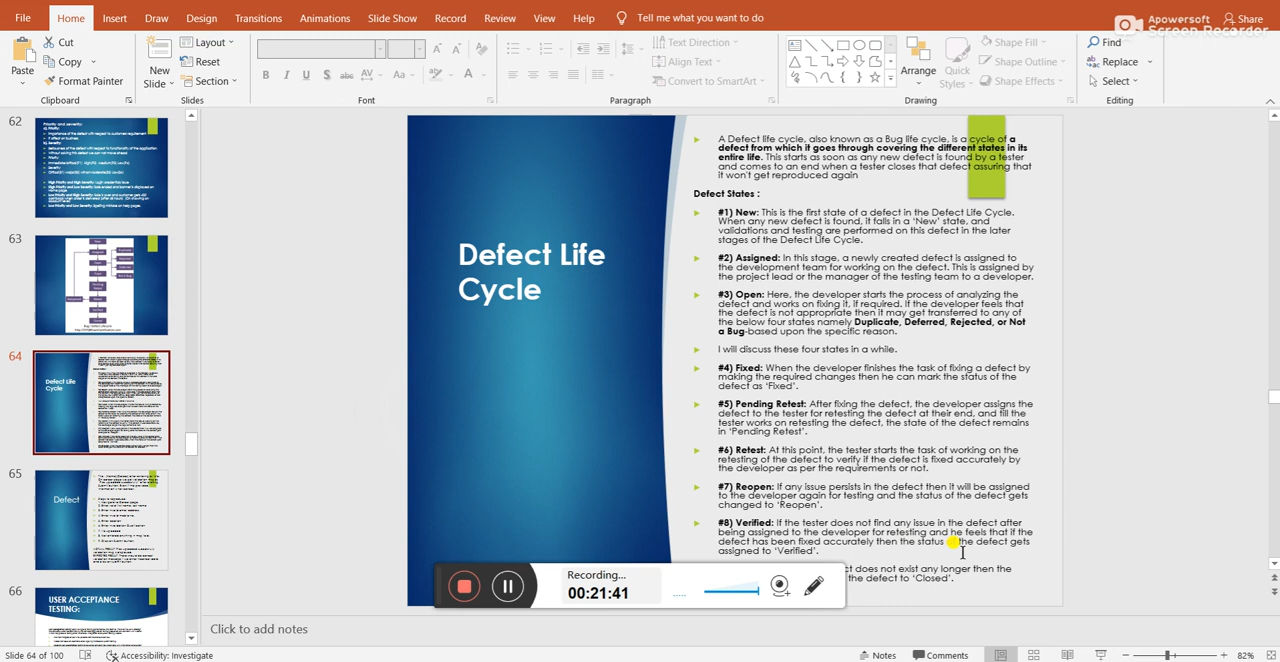 File Home Insert Draw Design Transitions Animations Slide Show Record Review View Help Tell me what you want to do Share
Apowersoft
Screen Recorder
Paste Cut Copy Format Painter
Clipboard
New Slide Layout Reset Section
Slides
B I U S abc AV Aa A
Font
Text Direction
Align Text
Convert to SmartArt
Paragraph
Arrange Quick Styles
Shape Fill
Shape Outline
Shape Effects
Drawing
Find
Replace
Select
Editing
62
63
64
Defect Life
Cycle
65
Defect
66
USER ACCEPTANCE
TESTING:
Defect Life
Cycle
A Defect life cycle, also known as a Bug life cycle, is a cycle of a
defect from which it goes through covering the different states in its
entire life. This starts as soon as any new defect is found by a tester
and comes to an end when a tester closes that defect assuring that
it won't get reproduced again
Defect States :
#1) New: This is the first state of a defect in the Defect Life Cycle.
When any new defect is found, it falls in a 'New' state, and
validations and testing are performed on this defect in the later
stages of the Defect Life Cycle.
#2) Assigned: In this stage, a newly created defect is assigned to
the development team for working on the defect. This is assigned by
the project lead or the manager of the testing team to a developer.
#3) Open: Here, the developer starts the process of analyzing the
defect and works on fixing it, if required. If the developer feels that
the defect is not appropriate then it may get transferred to any of
the below four states namely Duplicate, Deferred, Rejected, or Not
a Bug-based upon the specific reason.
I will discuss these four states in a while.
#4) Fixed: When the developer finishes the task of fixing a defect by
making the required changes then he can mark the status of the
defect as 'Fixed'.
#5) Pending Retest: After fixing the defect, the developer assigns the
defect to the tester for retesting the defect at their end, and till the
tester works on retesting the defect, the state of the defect remains
in 'Pending Retest'.
#6) Retest: At this point, the tester starts the task of working on the
retesting of the defect to verify if the defect is fixed accurately by
the developer as per the requirements or not.
#7) Reopen: If any issue persists in the defect then it will be assigned
to the developer again for testing and the status of the defect gets
changed to 'Reopen'.
#8) Verified: If the tester does not find any issue in the defect after
being assigned to the developer for retesting and he feels that if the
defect has been fixed accurately then the status the defect gets
assigned to 'Verified'.
does not exist any longer then the
the defect to 'Closed'.
Recording...
00:21:41
Click to add notes
Slide 64 of 100 Accessibility: Investigate Notes Comments 82%